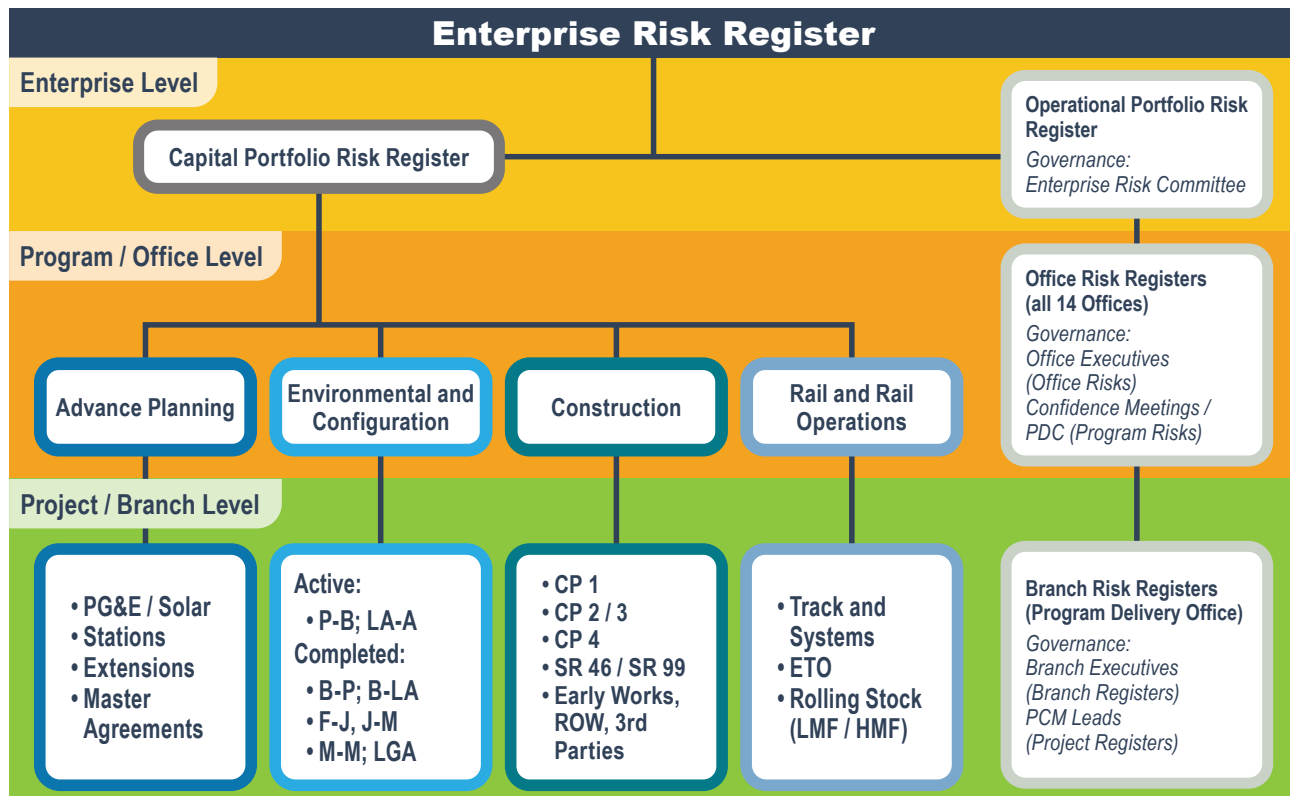 Enterprise Risk Register
Enterprise Level
Capital Portfolio Risk Register
Operational Portfolio Risk
Register
Governance:
Enterprise Risk Committee
Program / Office Level
Advance Planning
Environmental and
Configuration
Construction
Rail and Rail
Operations
Office Risk Registers
(all 14 Offices)
Governance:
Office Executives
(Office Risks)
Confidence Meetings /
PDC (Program Risks)
Project / Branch Level
• PG&E / Solar
• Stations
• Extensions
• Master
Agreements
Active:
• P-B; LA-A
Completed:
• B-P; B-LA
• F-J, J-M
• M-M; LGA
• CP 1
• CP 2 / 3
• CP 4
• SR 46 / SR 99
• Early Works,
ROW, 3rd
Parties
• Track and
Systems
• ETO
• Rolling Stock
(LMF / HMF)
Branch Risk Registers
(Program Delivery Office)
Governance:
Branch Executives
(Branch Registers)
PCM Leads
(Project Registers)